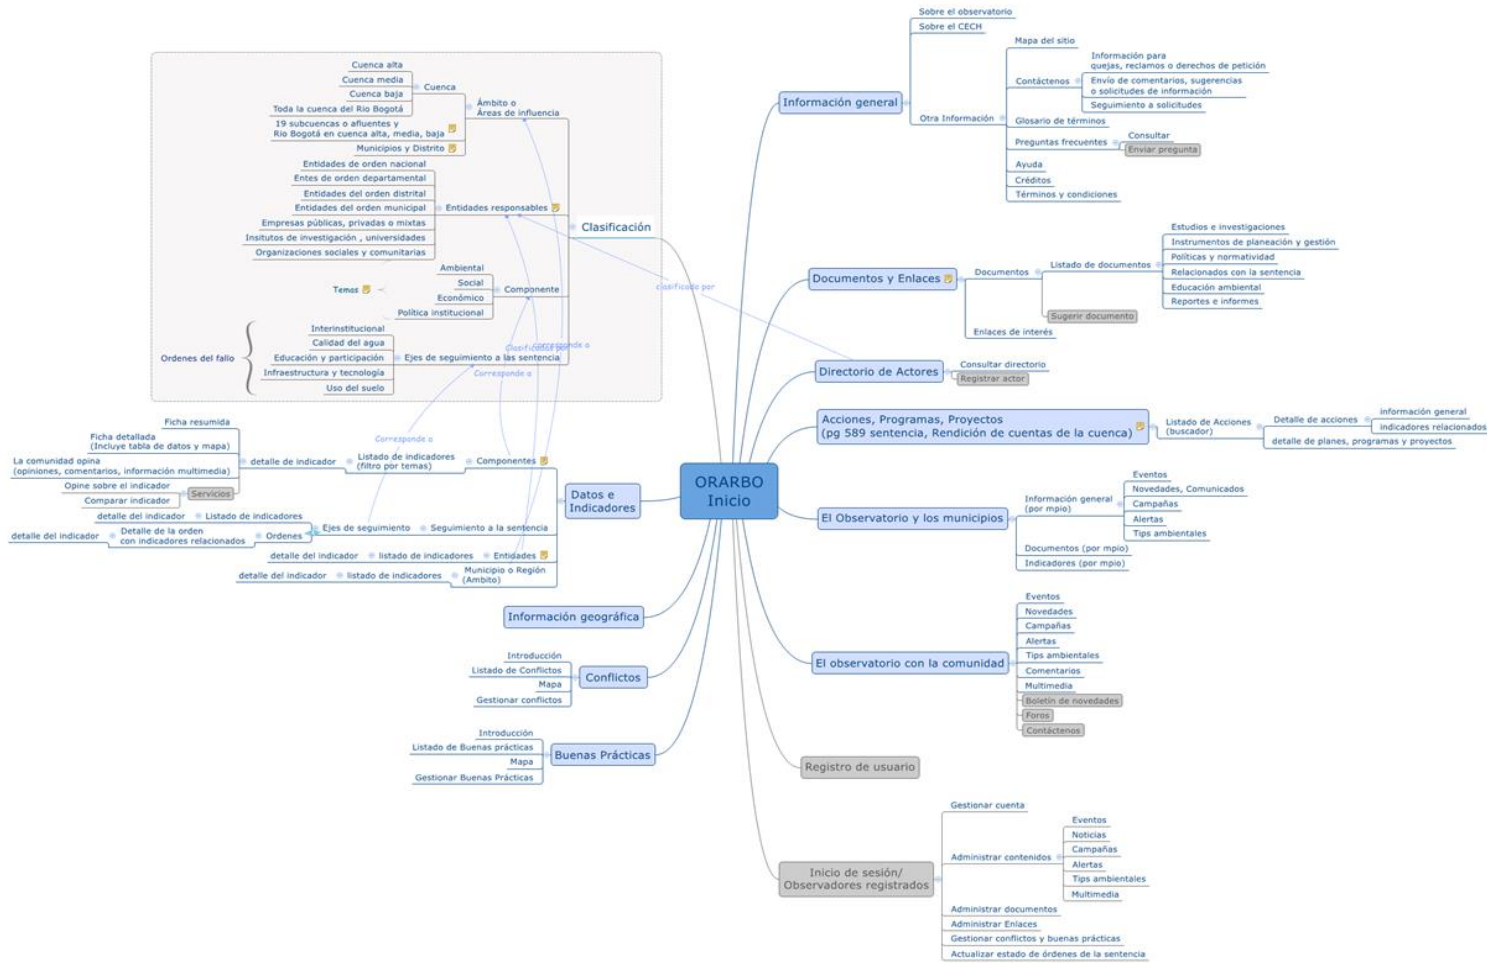 Cuenca alta
Cuenca media
Cuenca baja
Toda la cuenca del Rio Bogotá
Cuenca
19 subcuencas o afluentes y
Rio Bogotá en cuenca alta, media, baja
Municipios y Distrito
Ámbito o
Áreas de influencia
Entidades de orden nacional
Entes de orden departamental
Entidades del orden distrital
Entidades del orden municipal
Empresas públicas, privadas o mixtas
Insitutos de investigación , universidades
Organizaciones sociales y comunitarias
Entidades responsables
Clasificación
Temas
Ambiental
Social
Económico
Política institucional
Componente
Ordenes del fallo
Interinstitucional
Calidad del agua
Educación y participación
Infraestructura y tecnología
Uso del suelo
Ejes de seguimiento a las sentencia
Corresponde a
clasificado por
Corresponde a
Ficha resumida
Ficha detallada
(Incluye tabla de datos y mapa)
La comunidad opina
(opiniones, comentarios, información multimedia)
Opine sobre el indicador
Comparar indicador
Servicios
detalle de indicador
Listado de indicadores
(filtro por temas)
Componentes
detalle del indicador
Listado de indicadores
detalle del indicador
Detalle de la orden
con indicadores relacionados
Ordenes
Ejes de seguimiento
Seguimiento a la sentencia
detalle del indicador
listado de indicadores
Entidades
detalle del indicador
listado de indicadores
Municipio o Región
(Ambito)
Datos e
Indicadores
Información geográfica
Introducción
Listado de Conflictos
Mapa
Gestionar conflictos
Conflictos
Introducción
Listado de Buenas prácticas
Mapa
Gestionar Buenas Prácticas
Buenas Prácticas
ORARBO
Inicio
Información general
Sobre el observatorio
Sobre el CECH
Otra Información
Mapa del sitio
Contáctenos
Información para
quejas, reclamos o derechos de petición
Envío de comentarios, sugerencias
o solicitudes de información
Seguimiento a solicitudes
Glosario de términos
Preguntas frecuentes
Consultar
Enviar pregunta
Ayuda
Créditos
Términos y condiciones
Documentos y Enlaces
Documentos
Listado de documentos
Estudios e investigaciones
Instrumentos de planeación y gestión
Políticas y normatividad
Relacionados con la sentencia
Educación ambiental
Reportes e informes
Sugerir documento
Enlaces de interés
Directorio de Actores
Consultar directorio
Registrar actor
Acciones, Programas, Proyectos
(pg 589 sentencia, Rendición de cuentas de la cuenca)
Listado de Acciones
(buscador)
Detalle de acciones
información general
indicadores relacionados
detalle de planes, programas y proyectos
El Observatorio y los municipios
Información general
(por mpio)
Eventos
Novedades, Comunicados
Campañas
Alertas
Tips ambientales
Documentos (por mpio)
Indicadores (por mpio)
El observatorio con la comunidad
Eventos
Novedades
Campañas
Alertas
Tips ambientales
Comentarios
Multimedia
Boletín de novedades
Foros
Contáctenos
Registro de usuario
Inicio de sesión/
Observadores registrados
Gestionar cuenta
Administrar contenidos
Eventos
Noticias
Campañas
Alertas
Tips ambientales
Multimedia
Administrar documentos
Administrar Enlaces
Gestionar conflictos y buenas prácticas
Actualizar estado de órdenes de la sentencia